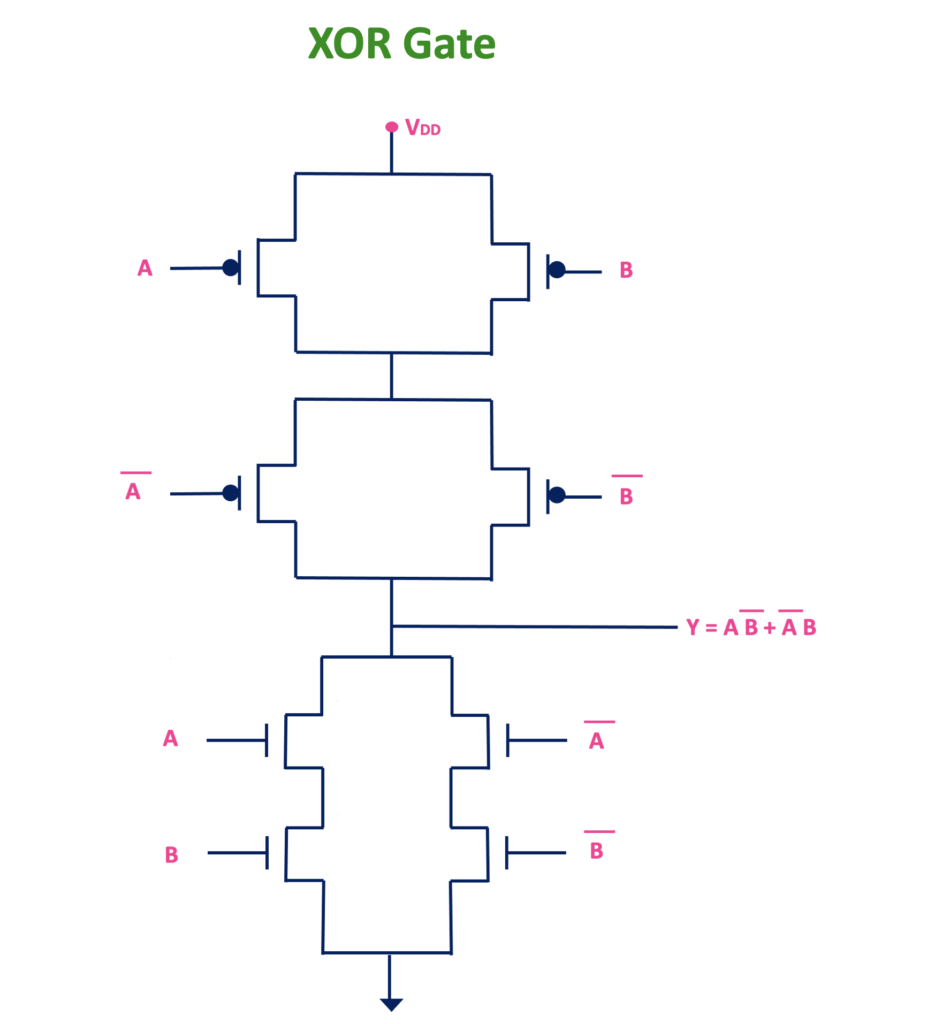 XOR Gate
VDD
A
B
A̅
B̅
Y = A B̅ + A̅ B
A
A̅
B
B̅